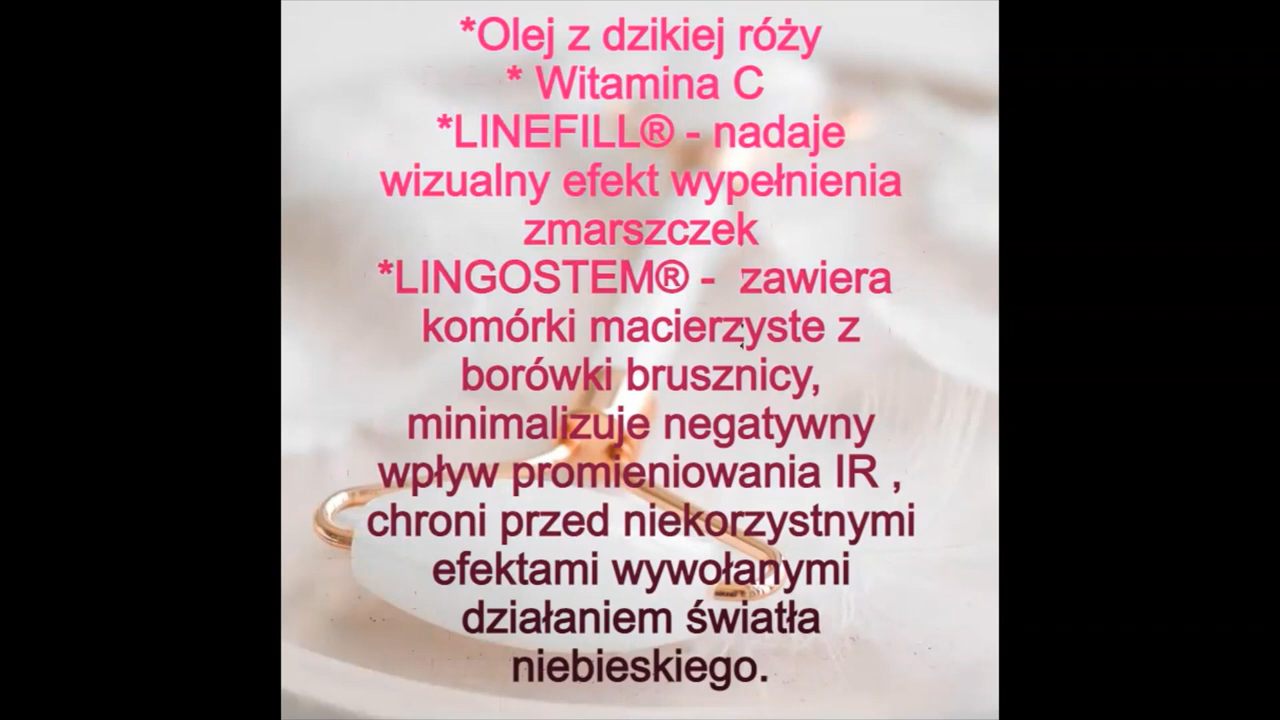 *Olej z dzikiej róży
* Witamina C
*LINEFILL® - nadaje
wizualny efekt wypełnienia
zmarszczek
*LINGOSTEM® -  zawiera
komórki macierzyste z
borówki brusznicy,
minimalizuje negatywny
wpływ promieniowania IR ,
chroni przed niekorzystnymi
efektami wywołanymi
działaniem światła
niebieskiego.